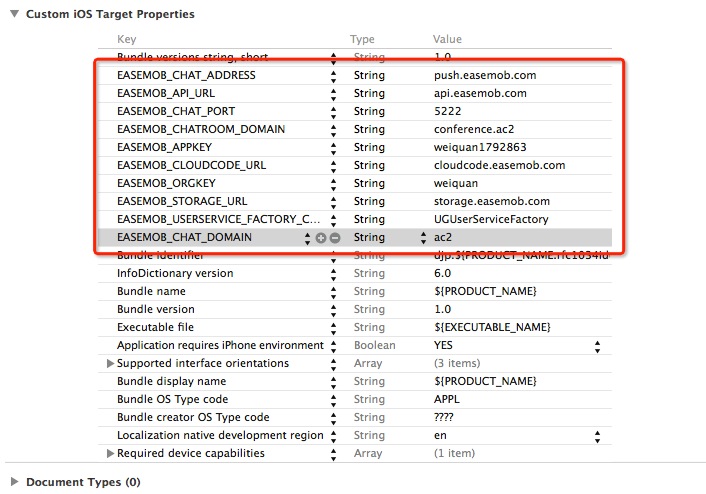 Custom iOS Target Properties
Key Type Value
Bundle versions string, short String 1.0
EASEMOB_CHAT_ADDRESS String push.easemob.com
EASEMOB_API_URL String api.easemob.com
EASEMOB_CHAT_PORT String 5222
EASEMOB_CHATROOM_DOMAIN String conference.ac2
EASEMOB_APPKEY String weiquan1792863
EASEMOB_CLOUDCODE_URL String cloudcode.easemob.com
EASEMOB_ORGKEY String weiquan
EASEMOB_STORAGE_URL String storage.easemob.com
EASEMOB_USERSERVICE_FACTORY_C... String UGUserServiceFactory
EASEMOB_CHAT_DOMAIN String ac2
Bundle identifier String djp.${PRODUCT_NAME:rfc1034Id
InfoDictionary version String 6.0
Bundle name String ${PRODUCT_NAME}
Bundle version String 1.0
Executable file String ${EXECUTABLE_NAME}
Application requires iPhone environment Boolean YES
Supported interface orientations Array (3 items)
Bundle display name String ${PRODUCT_NAME}
Bundle OS Type code String APPL
Bundle creator OS Type code String ????
Localization native development region String en
Required device capabilities Array (1 item)
Document Types (0)